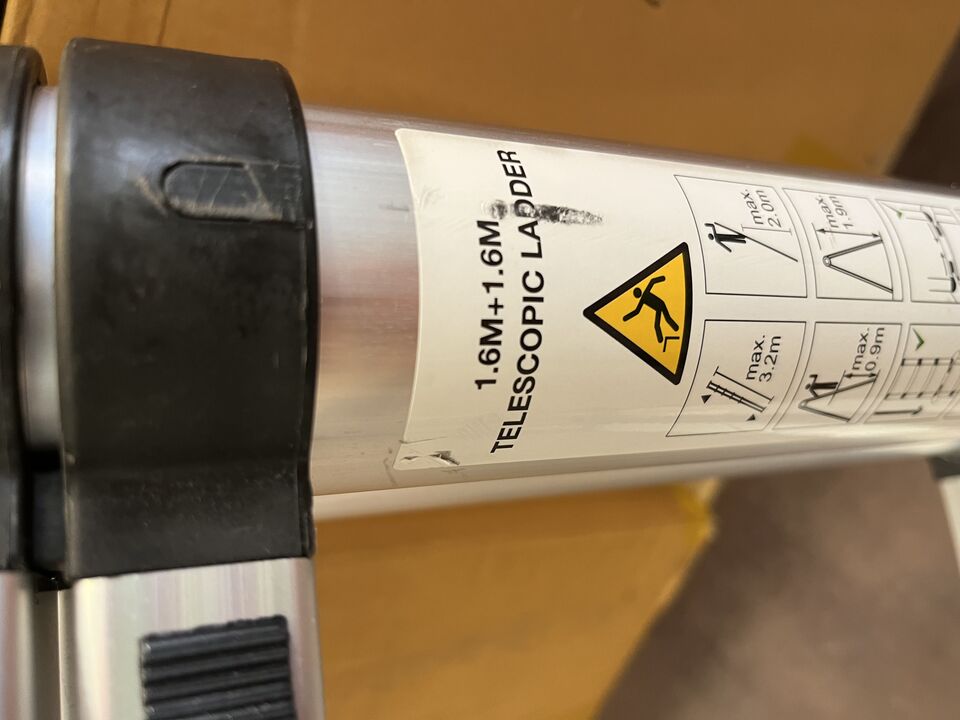 1.6M+1.6M
TELESCOPIC LADDER
max.
3.2m
max.
2.0m
max.
0.9m
max.
1.9m